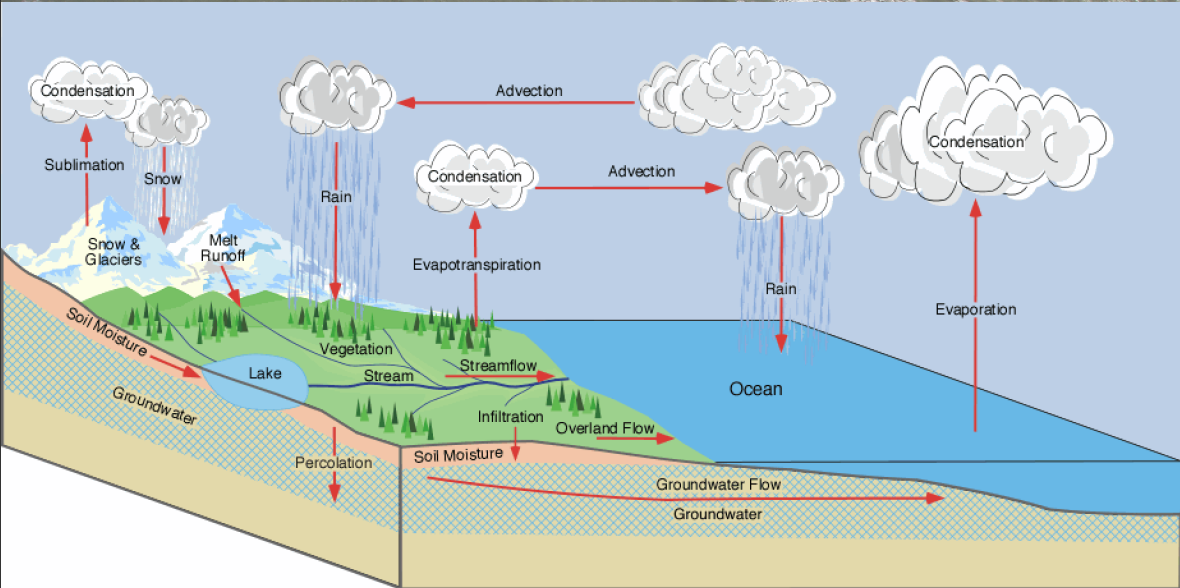 Condensation
Advection
Condensation
Sublimation
Snow
Condensation
Advection
Rain
Snow &
Glaciers
Melt
Runoff
Evapotranspiration
Rain
Evaporation
Soil Moisture
Vegetation
Streamflow
Lake
Stream
Ocean
Groundwater
Infiltration
Overland Flow
Soil Moisture
Percolation
Groundwater Flow
Groundwater